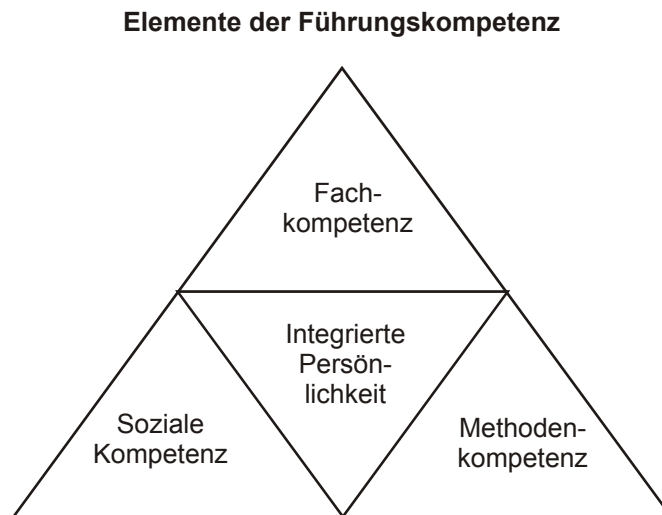 Elemente der Führungskompetenz
Fach-
kompetenz
Integrierte
Persön-
lichkeit
Soziale
Kompetenz
Methoden-
kompetenz